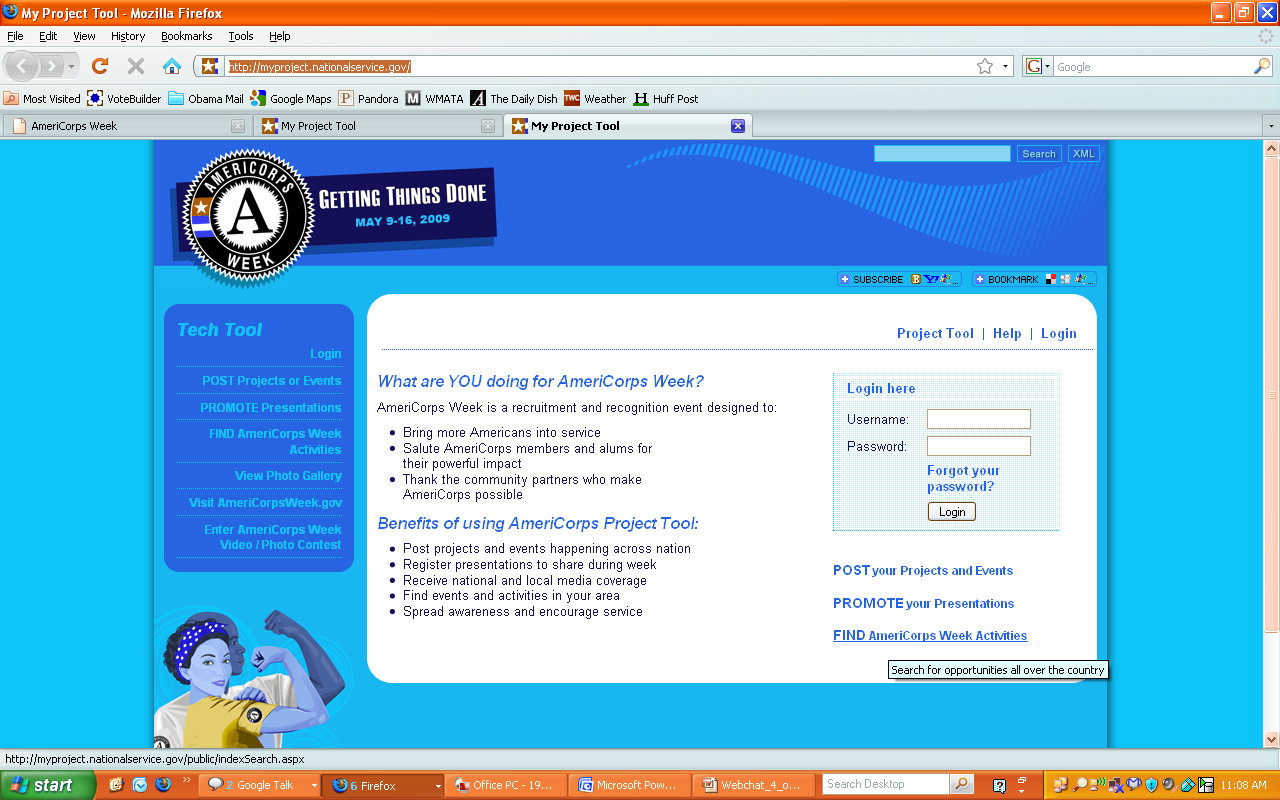 My Project Tool - Mozilla Firefox
File Edit View History Bookmarks Tools Help
http://myproject.nationalservice.gov/
G Google
Most Visited VoteBuilder Obama Mail Google Maps P Pandora M WMATA A The Daily Dish TWC Weather H Huff Post
AmeriCorps Week My Project Tool My Project Tool
Search XML
AMERICORPS
A
WEEK
GETTING THINGS DONE
MAY 9-16, 2009
SUBSCRIBE BOOKMARK
Tech Tool
Login
POST Projects or Events
PROMOTE Presentations
FIND AmeriCorps Week
Activities
View Photo Gallery
Visit AmeriCorpsWeek.gov
Enter AmeriCorps Week
Video / Photo Contest
Project Tool | Help | Login
What are YOU doing for AmeriCorps Week?
AmeriCorps Week is a recruitment and recognition event designed to:
Bring more Americans into service
Salute AmeriCorps members and alums for
their powerful impact
Thank the community partners who make
AmeriCorps possible
Benefits of using AmeriCorps Project Tool:
Post projects and events happening across nation
Register presentations to share during week
Receive national and local media coverage
Find events and activities in your area
Spread awareness and encourage service
Login here
Username:
Password:
Forgot your
password?
Login
POST your Projects and Events
PROMOTE your Presentations
FIND AmeriCorps Week Activities
Search for opportunities all over the country
A
http://myproject.nationalservice.gov/public/indexSearch.aspx
start 2 Google Talk 6 Firefox Office PC - 19... Microsoft Pow... Webchat_4_o... Search Desktop 11:08 AM